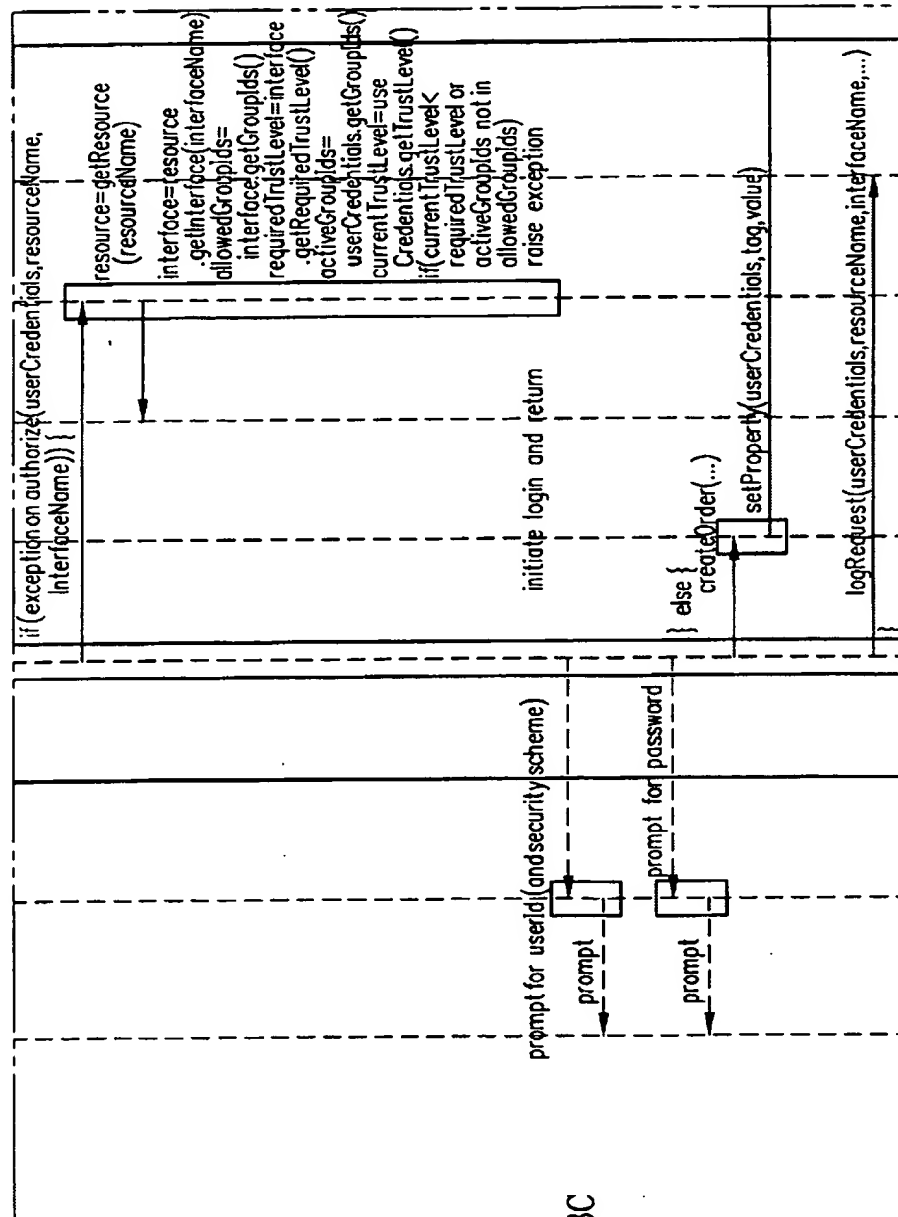 if(exception on authorize(userCredentials,resourceName,
InterfaceName)) {
resource=getResource
(resourceName)
interface=resource
.getInterface(interfaceName)
allowedGroupIds=
interface.getGroupIds()
requiredTrustLevel=interface
.getRequiredTrustLevel()
activeGroupIds=
userCredentials.getGroupIds()
currentTrustLevel=use
Credentials.getTrustLevel()
if(currentTrustLevel<
requiredTrustLevel or
activeGroupIds not in
allowedGroupIds)
raise exception
initiate login and return
prompt for userId(and security scheme)
prompt
prompt for password
prompt
} else {
createOrder(...)
setProperty(userCredentials,tag,value)
logRequest(userCredentials,resourceName,interfaceName,...)
}
3C